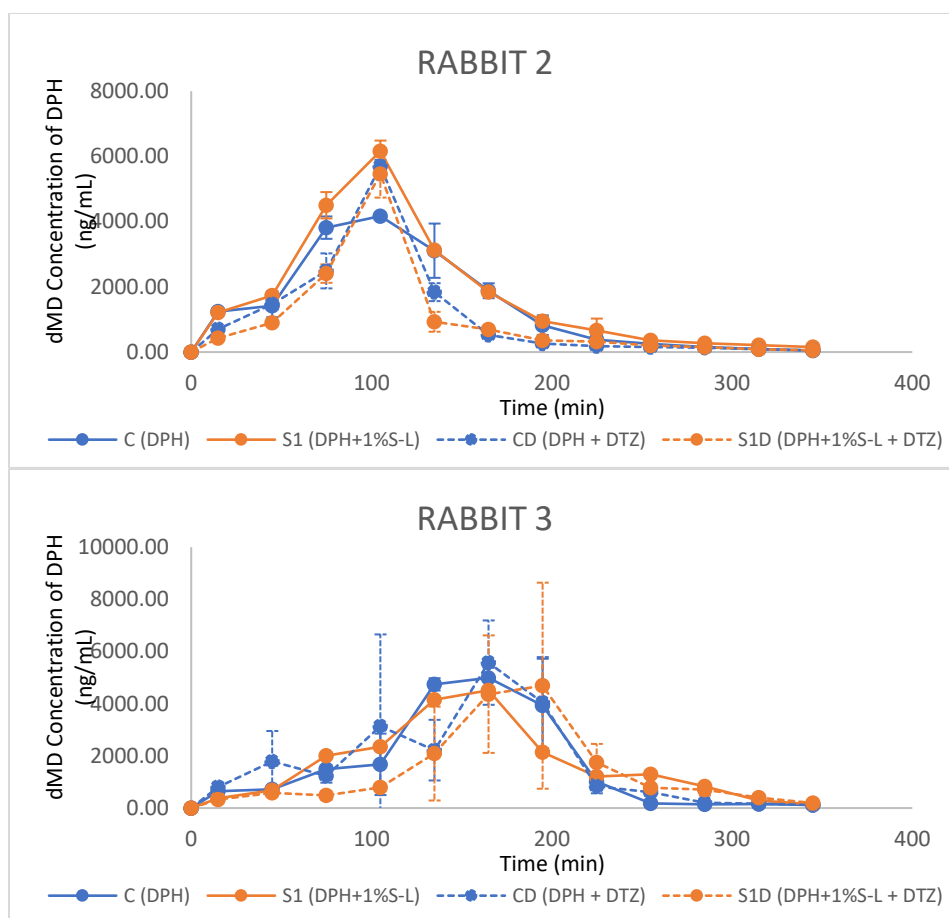 RABBIT 2
dMD Concentration of DPH
(ng/mL)
8000.00
6000.00
4000.00
2000.00
0.00
0 100 200 300 400
Time (min)
C (DPH) S1 (DPH+1%S-L) CD (DPH + DTZ) S1D (DPH+1%S-L + DTZ)
RABBIT 3
dMD Concentration of DPH
(ng/mL)
10000.00
8000.00
6000.00
4000.00
2000.00
0.00
0 100 200 300 400
Time (min)
C (DPH) S1 (DPH+1%S-L) CD (DPH + DTZ) S1D (DPH+1%S-L + DTZ)